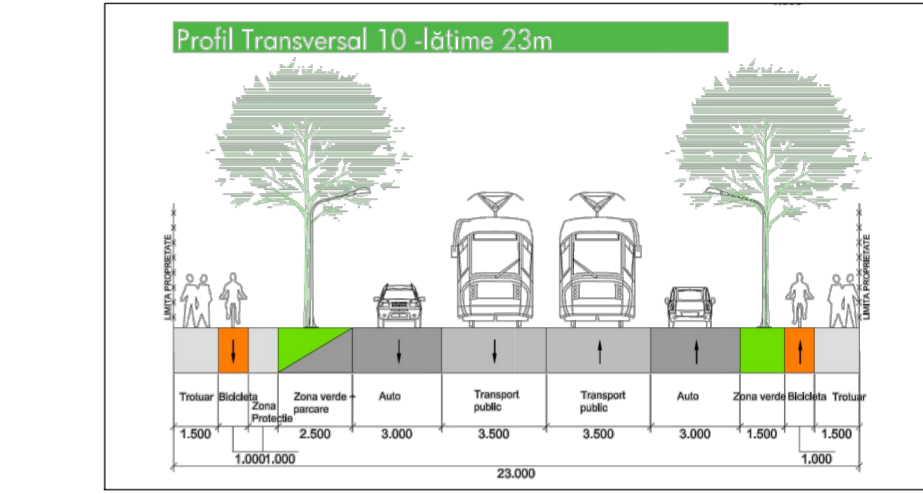 Profil Transversal 10 -lățime 23m
LIMITA PROPRIETATE
LIMITA PROPRIETATE
Trotuar
Bicicleta
Zona
Protectie
Zona verde +
parcare
Auto
Transport
public
Transport
public
Auto
Zona verde
Bicicleta
Trotuar
1.500
2.500
3.000
3.500
3.500
3.000
1.500
1.500
1.0001.000
1.000
23.000